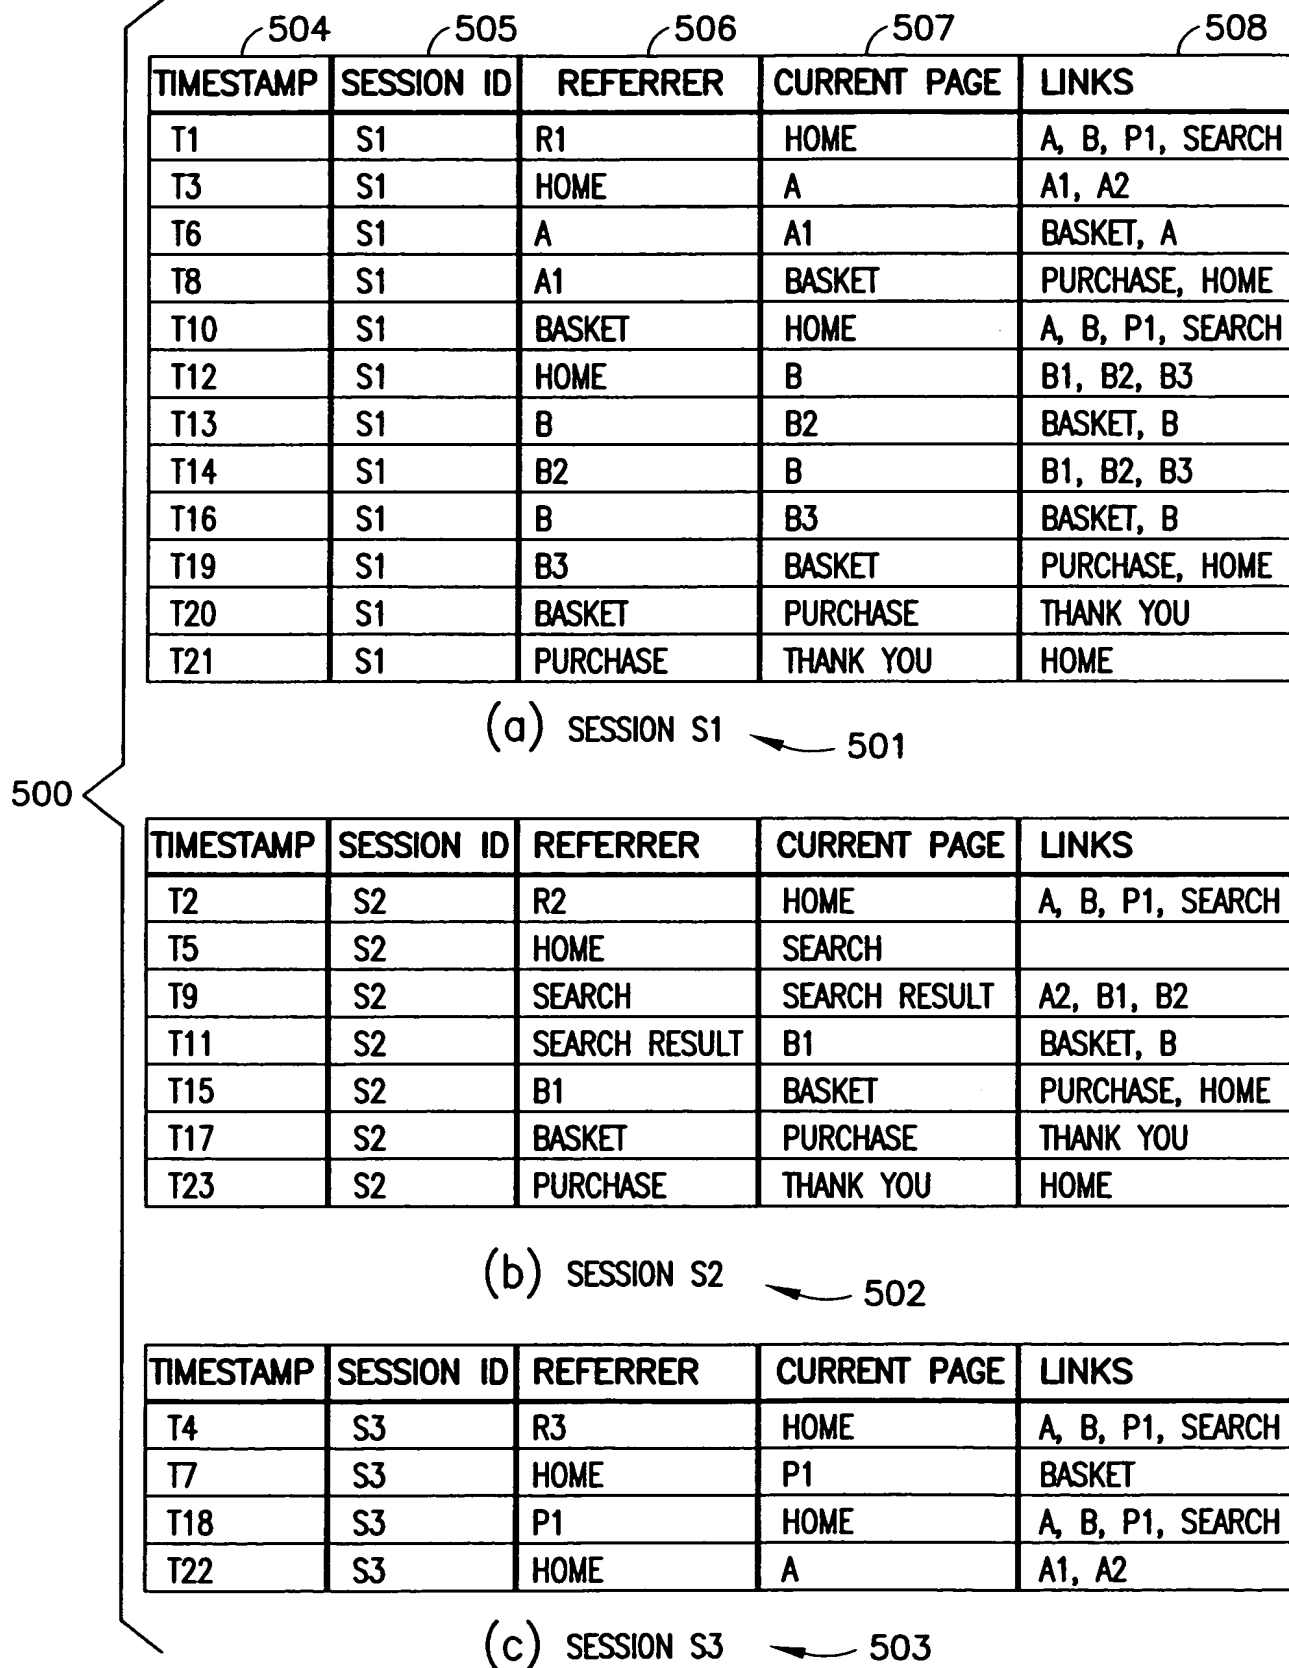 504 505 506 507 508
TIMESTAMP SESSION ID REFERRER CURRENT PAGE LINKS
T1 S1 R1 HOME A, B, P1, SEARCH
T3 S1 HOME A A1, A2
T6 S1 A A1 BASKET, A
T8 S1 A1 BASKET PURCHASE, HOME
T10 S1 BASKET HOME A, B, P1, SEARCH
T12 S1 HOME B B1, B2, B3
T13 S1 B B2 BASKET, B
T14 S1 B2 B B1, B2, B3
T16 S1 B B3 BASKET, B
T19 S1 B3 BASKET PURCHASE, HOME
T20 S1 BASKET PURCHASE THANK YOU
T21 S1 PURCHASE THANK YOU HOME
(a) SESSION S1 501
500
TIMESTAMP SESSION ID REFERRER CURRENT PAGE LINKS
T2 S2 R2 HOME A, B, P1, SEARCH
T5 S2 HOME SEARCH
T9 S2 SEARCH SEARCH RESULT A2, B1, B2
T11 S2 SEARCH RESULT B1 BASKET, B
T15 S2 B1 BASKET PURCHASE, HOME
T17 S2 BASKET PURCHASE THANK YOU
T23 S2 PURCHASE THANK YOU HOME
(b) SESSION S2 502
TIMESTAMP SESSION ID REFERRER CURRENT PAGE LINKS
T4 S3 R3 HOME A, B, P1, SEARCH
T7 S3 HOME P1 BASKET
T18 S3 P1 HOME A, B, P1, SEARCH
T22 S3 HOME A A1, A2
(c) SESSION S3 503